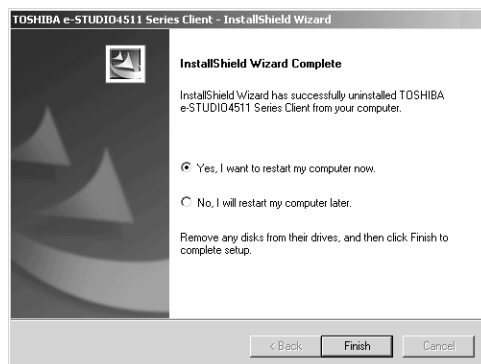 TOSHIBA e-STUDIO4511 Series Client - InstallShield Wizard
InstallShield Wizard Complete
InstallShield Wizard has successfully uninstalled TOSHIBA
e-STUDIO4511 Series Client from your computer.
Yes, I want to restart my computer now.
No, I will restart my computer later.
Remove any disks from their drives, and then click Finish to
complete setup.
< Back Finish Cancel